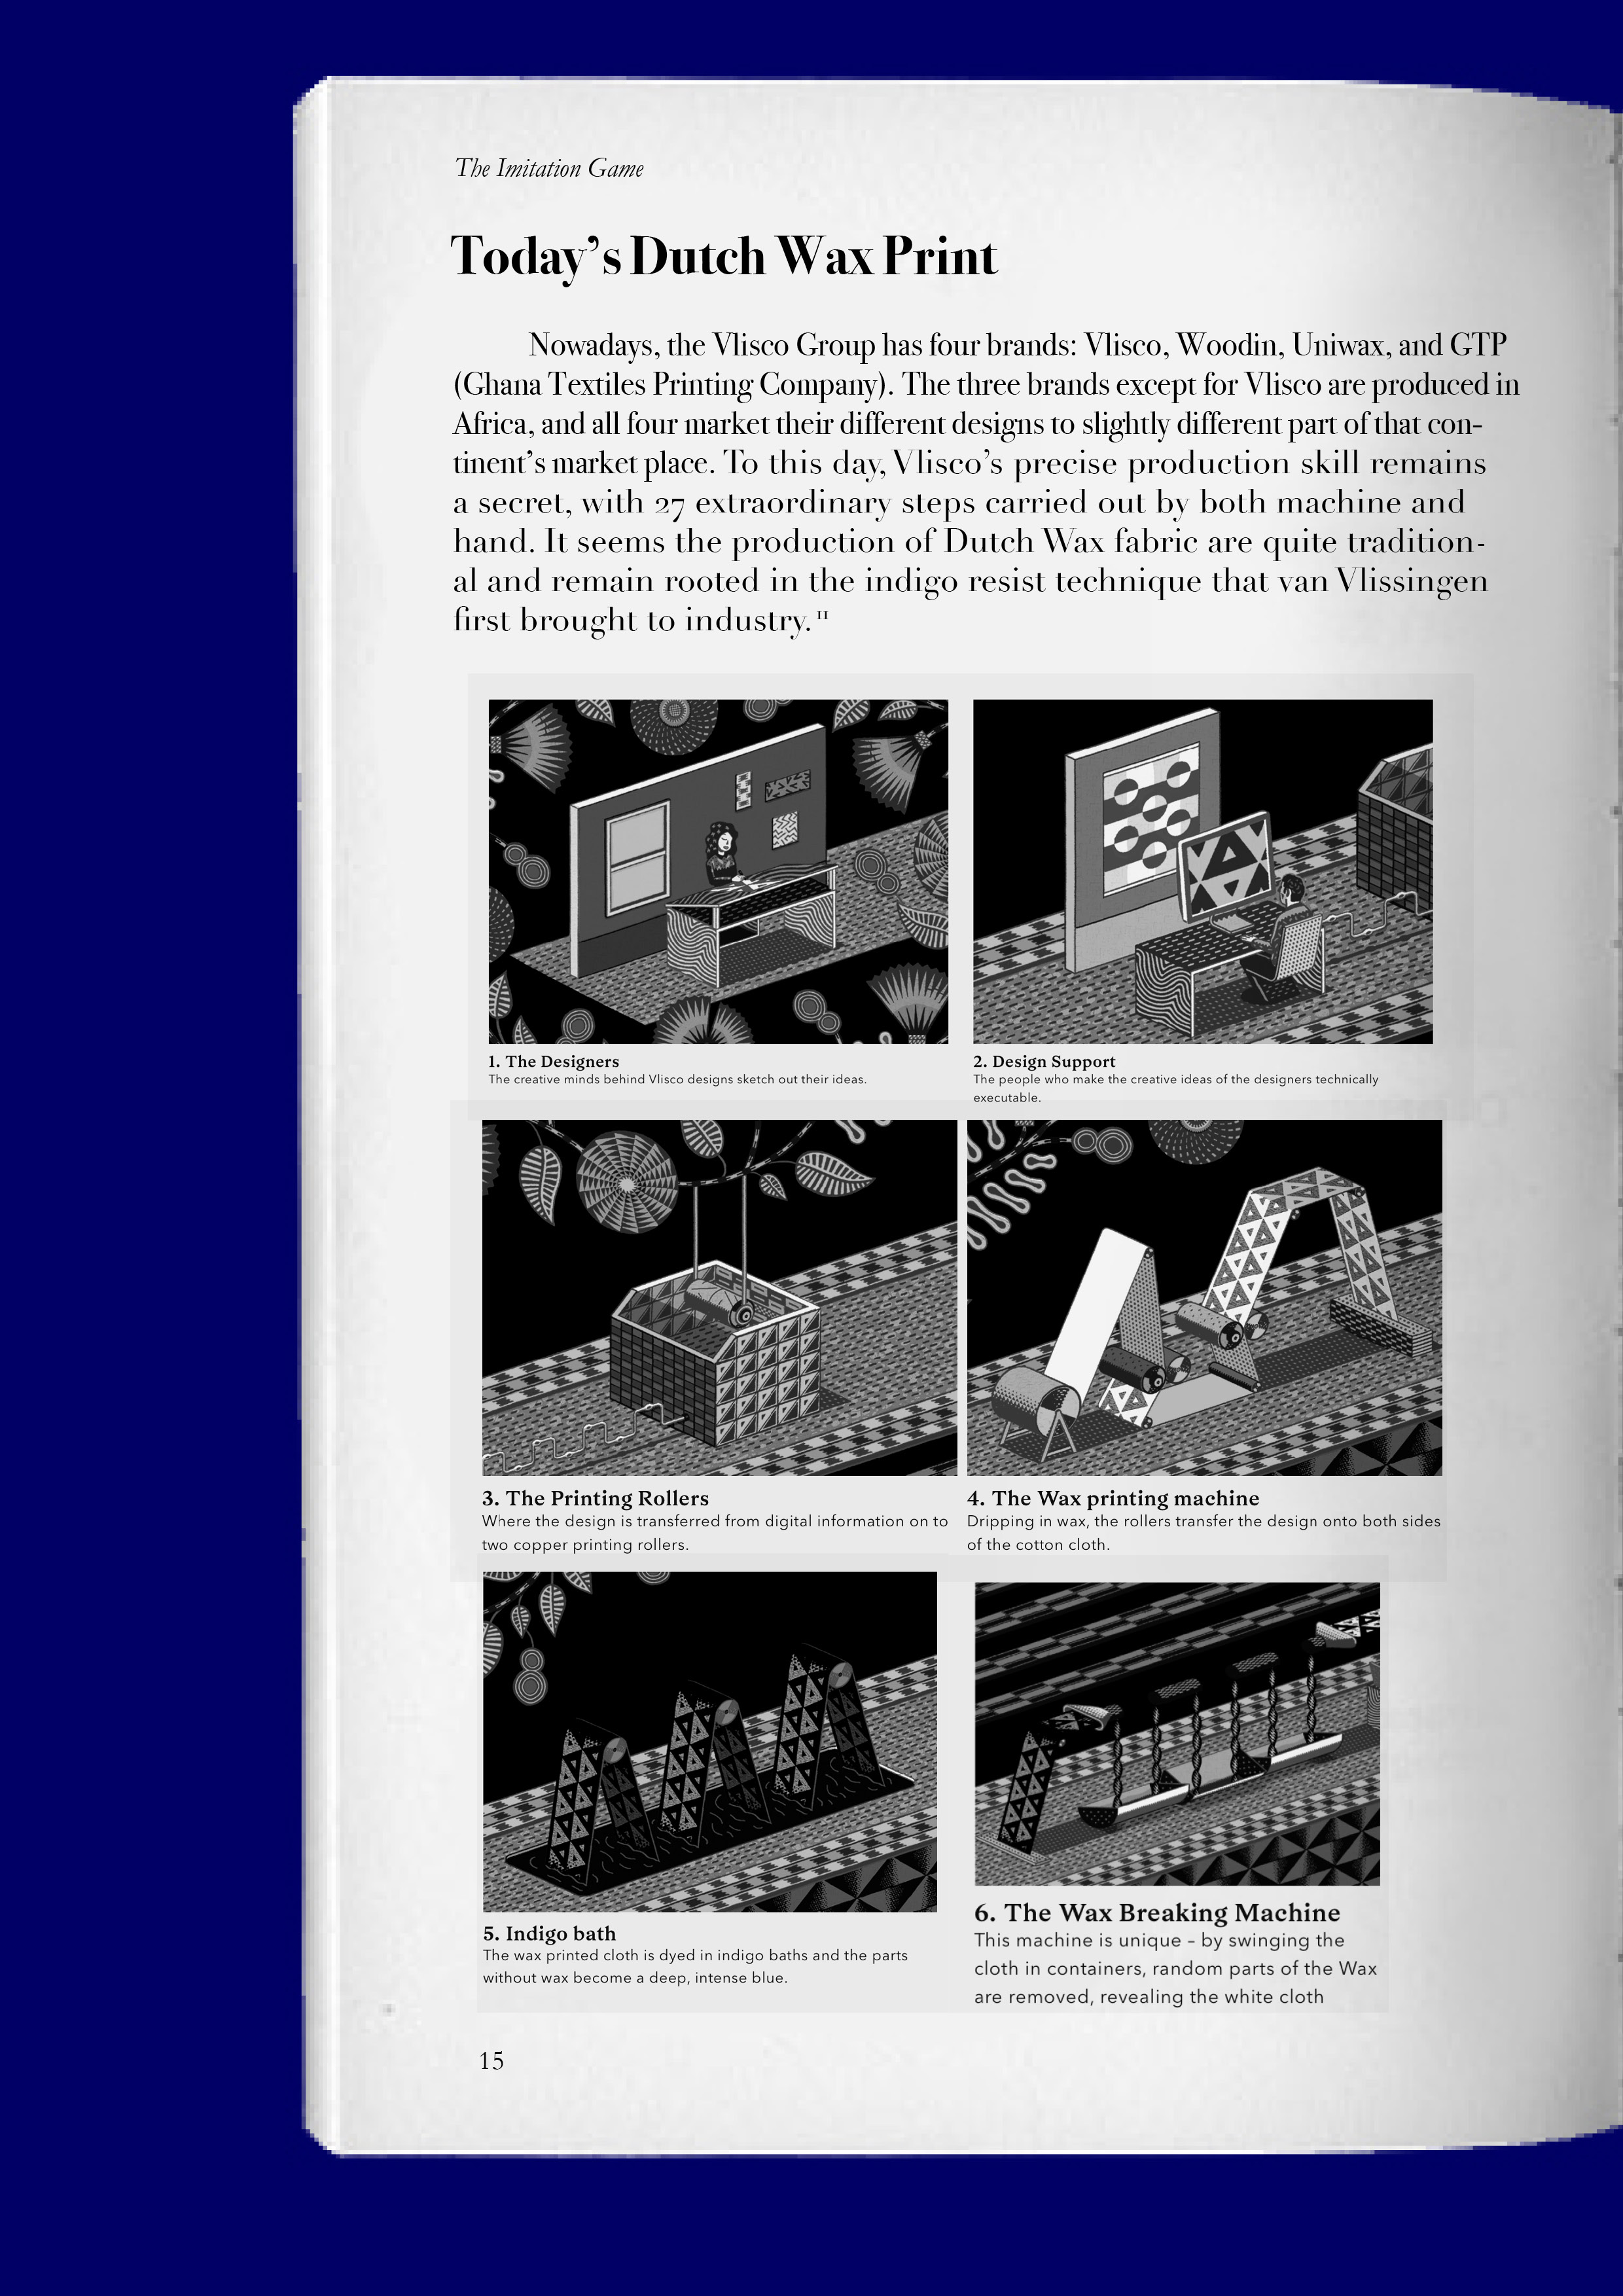 The Imitation Game
Today's Dutch Wax Print
Nowadays, the Vlisco Group has four brands: Vlisco, Woodin, Uniwax, and GTP
(Ghana Textiles Printing Company). The three brands except for Vlisco are produced in
Africa, and all four market their different designs to slightly different part of that con-
tinent's market place. To this day, Vlisco's precise production skill remains
a secret, with 27 extraordinary steps carried out by both machine and
hand. It seems the production of Dutch Wax fabric are quite tradition-
al and remain rooted in the indigo resist technique that van Vlissingen
first brought to industry. 11
1. The Designers
The creative minds behind Vlisco designs sketch out their ideas.
2. Design Support
The people who make the creative ideas of the designers technically
executable.
3. The Printing Rollers
Where the design is transferred from digital information on to
two copper printing rollers.
4. The Wax printing machine
Dripping in wax, the rollers transfer the design onto both sides
of the cotton cloth.
5. Indigo bath
The wax printed cloth is dyed in indigo baths and the parts
without wax become a deep, intense blue.
6. The Wax Breaking Machine
This machine is unique – by swinging the
cloth in containers, random parts of the Wax
are removed, revealing the white cloth
15